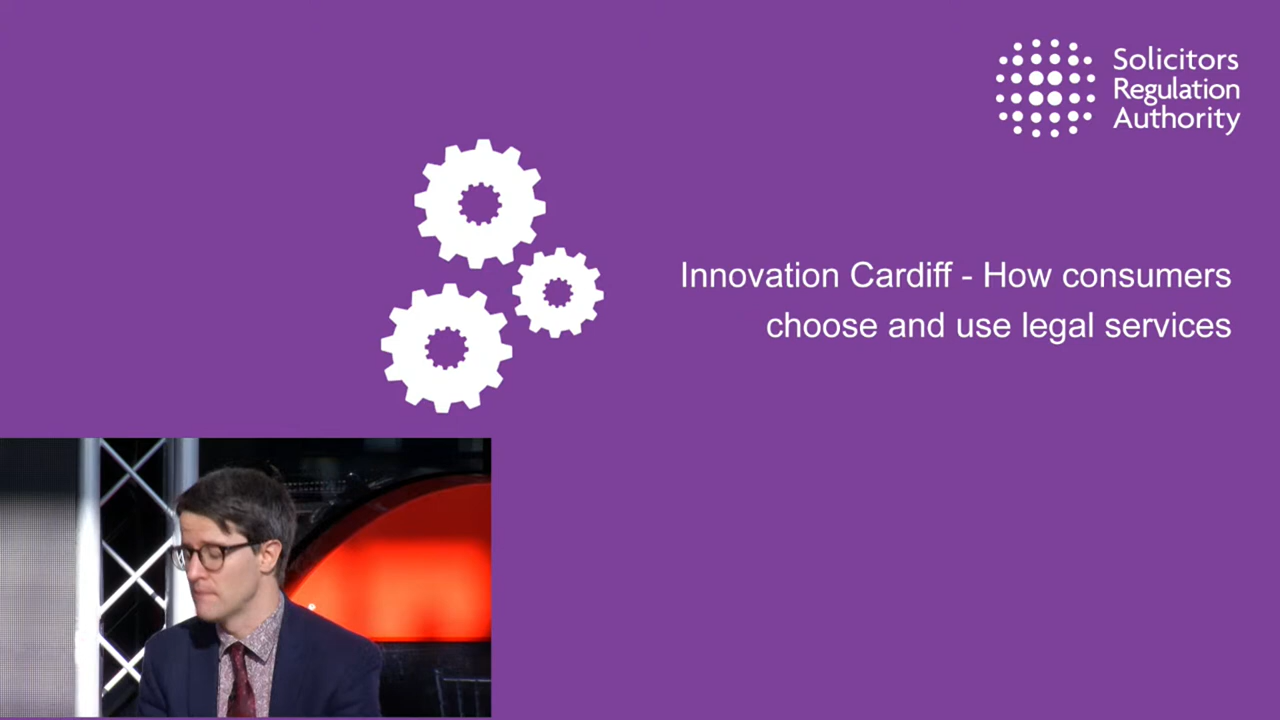 Solicitors
Regulation
Authority
Innovation Cardiff - How consumers
choose and use legal services